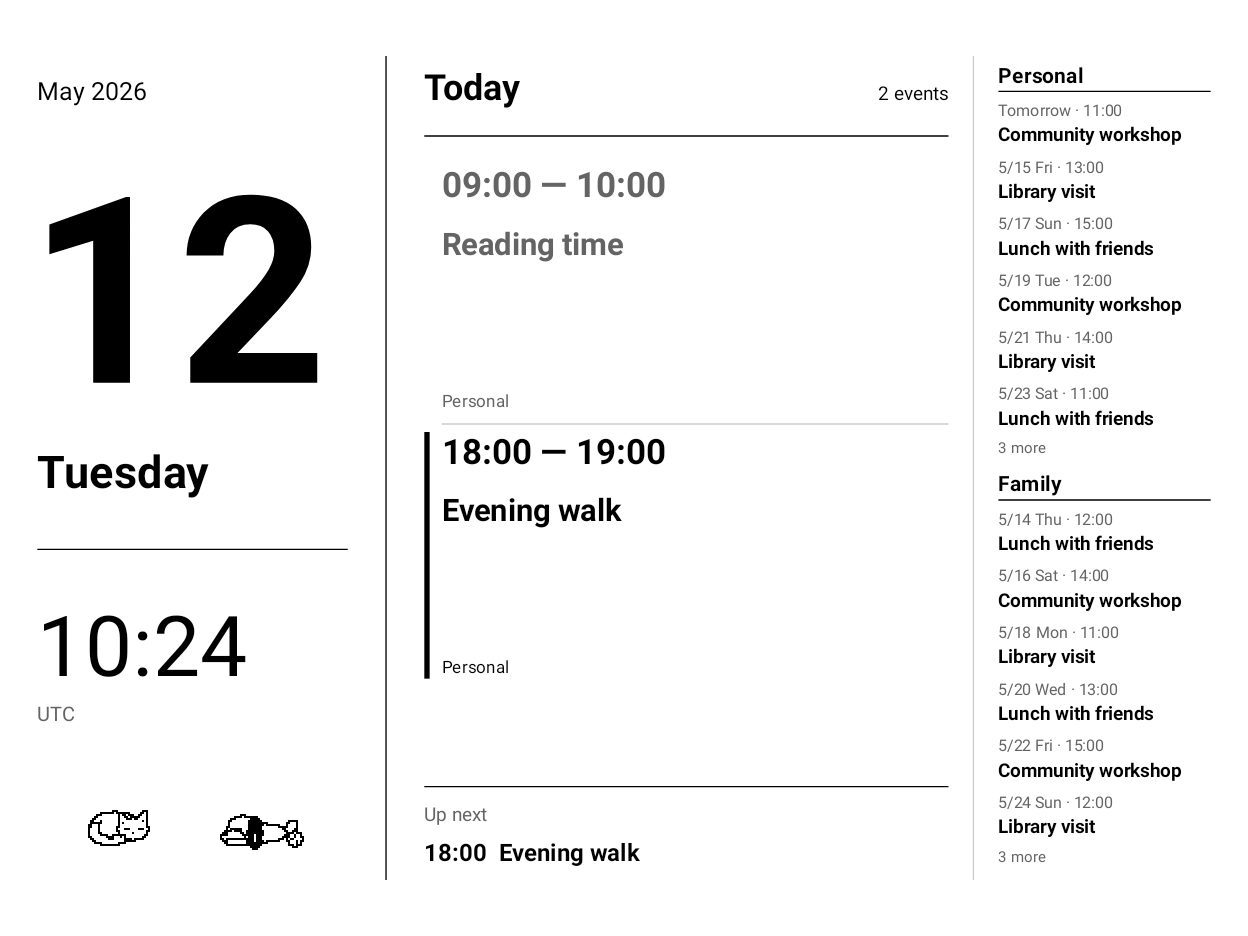 May 2026
12
Tuesday
10:24
UTC
Today
2 events
09:00 — 10:00
Reading time
Personal
18:00 — 19:00
Evening walk
Personal
Up next
18:00 Evening walk
Personal
Tomorrow · 11:00
Community workshop
5/15 Fri · 13:00
Library visit
5/17 Sun · 15:00
Lunch with friends
5/19 Tue · 12:00
Community workshop
5/21 Thu · 14:00
Library visit
5/23 Sat · 11:00
Lunch with friends
3 more
Family
5/14 Thu · 12:00
Lunch with friends
5/16 Sat · 14:00
Community workshop
5/18 Mon · 11:00
Library visit
5/20 Wed · 13:00
Lunch with friends
5/22 Fri · 15:00
Community workshop
5/24 Sun · 12:00
Library visit
3 more